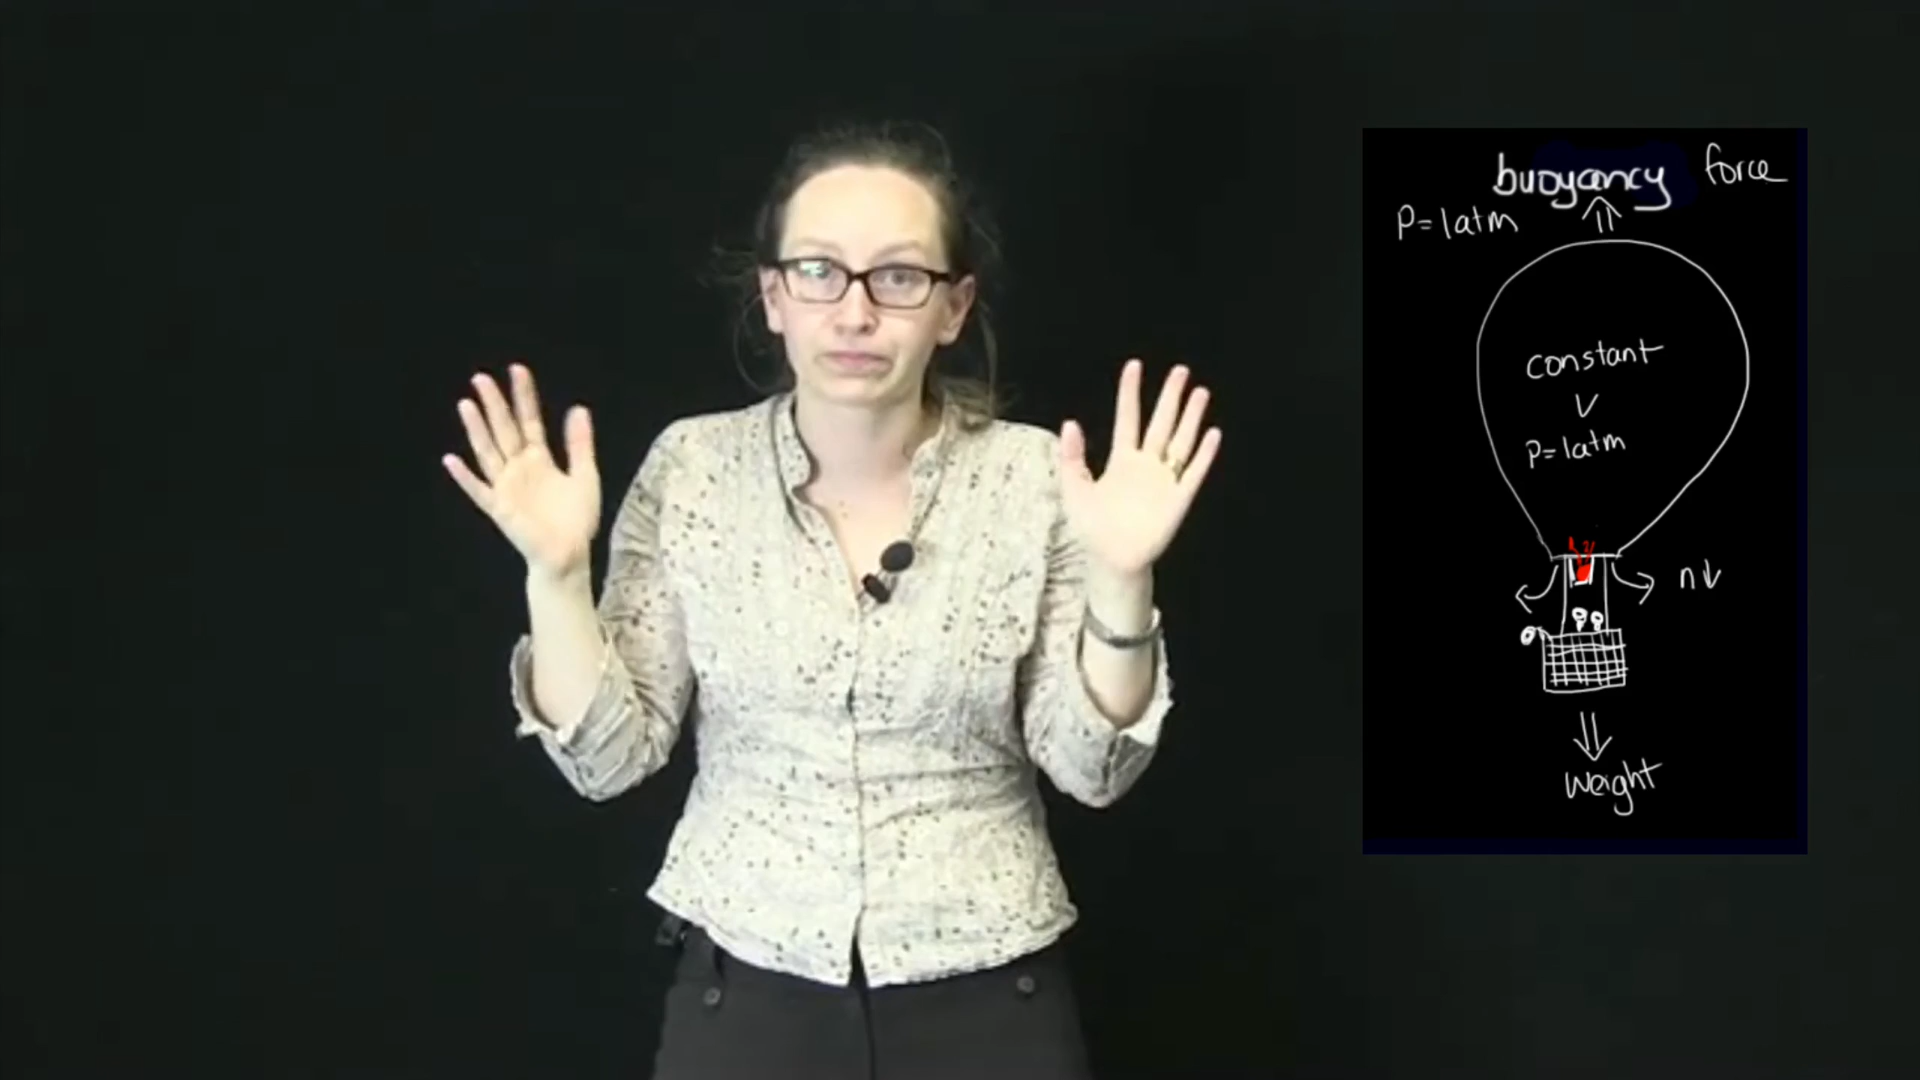 buoyancy force
P=1atm
constant
V
P=1atm
n↓
weight